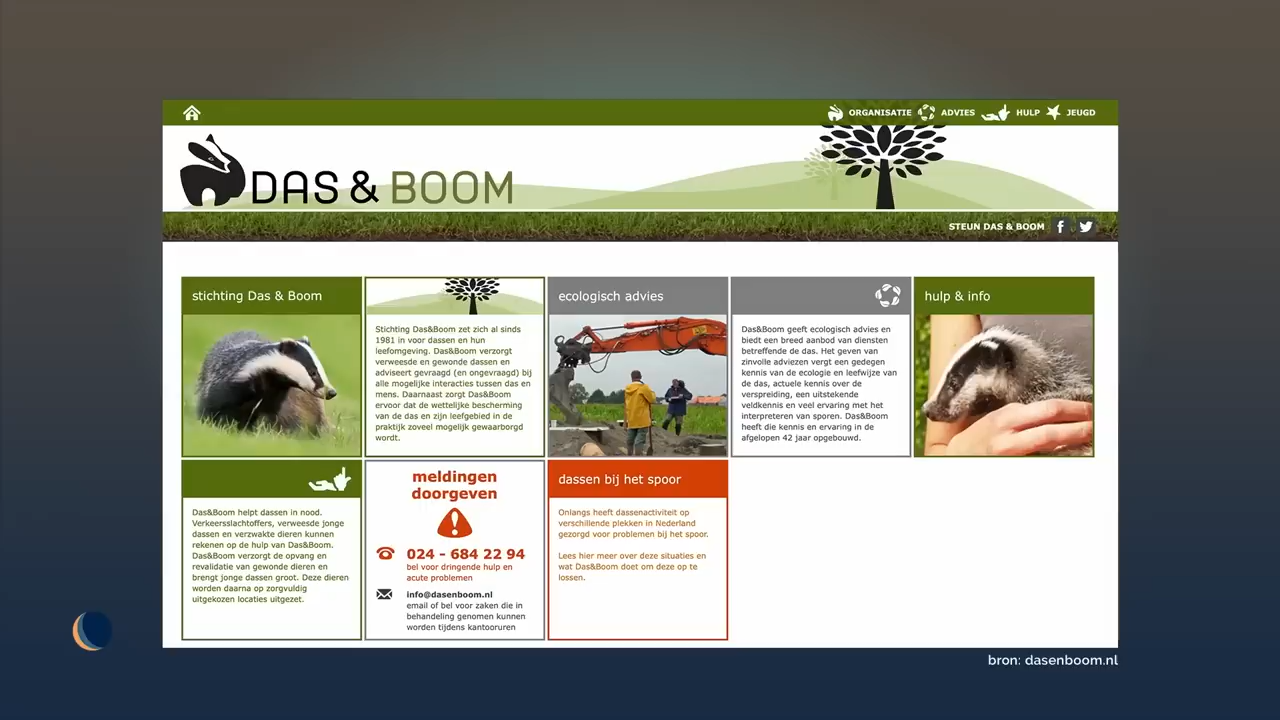 ORGANISATIE ADVIES HULP JEUGD
DAS & BOOM
STEUN DAS & BOOM
stichting Das & Boom
Stichting Das&Boom zet zich al sinds
1981 in voor dassen en hun
leefomgeving. Das&Boom verzorgt
verweesde en gewonde dassen en
adviseert gevraagd (en ongevraagd) bij
alle mogelijke interacties tussen das en
mens. Daarnaast zorgt Das&Boom
ervoor dat de wettelijke bescherming
van de das en zijn leefgebied in de
praktijk zoveel mogelijk gewaarborgd
wordt.
ecologisch advies
Das&Boom geeft ecologisch advies en
biedt een breed aanbod van diensten
betreffende de das. Het geven van
zinvolle adviezen vergt een gedegen
kennis van de ecologie en leefwijze van
de das, actuele kennis over de
verspreiding, een uitstekende
veldkennis en veel ervaring met het
interpreteren van sporen. Das&Boom
heeft die kennis en ervaring in de
afgelopen 42 jaar opgebouwd.
hulp & info
Das&Boom helpt dassen in nood.
Verkeersslachtoffers, verweesde jonge
dassen en verzwakte dieren kunnen
rekenen op de hulp van Das&Boom.
Das&Boom verzorgt de opvang en
revalidatie van gewonde dieren en
brengt jonge dassen groot. Deze dieren
worden daarna op zorgvuldig
uitgekozen locaties uitgezet.
meldingen
doorgeven
024 - 684 22 94
bel voor dringende hulp en
acute problemen
info@dasenboom.nl
email of bel voor zaken die in
behandeling genomen kunnen
worden tijdens kantooruren
dassen bij het spoor
Onlangs heeft dassenactiviteit op
verschillende plekken in Nederland
gezorgd voor problemen bij het spoor.
Lees hier meer over deze situaties en
wat Das&Boom doet om deze op te
lossen.
bron: dasenboom.nl